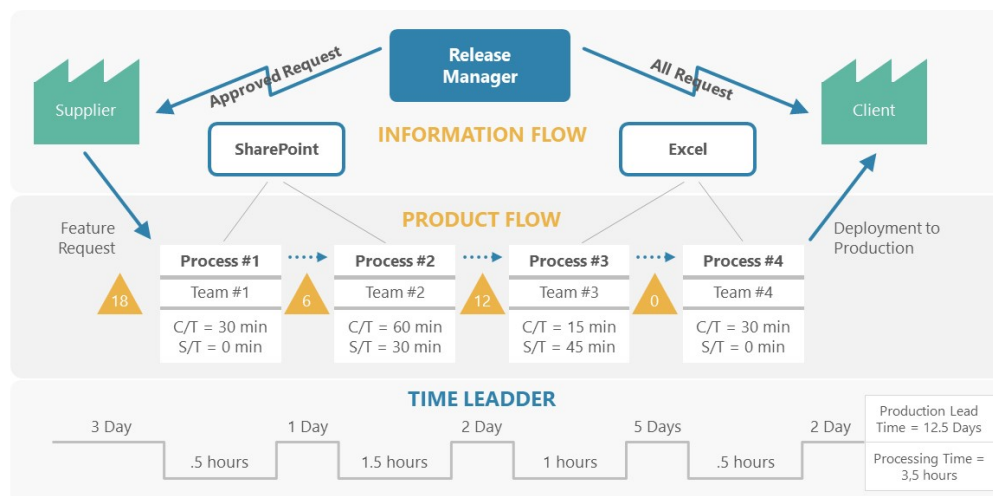 Release
Manager
Approved Request
All Request
Supplier
Client
INFORMATION FLOW
SharePoint
Excel
PRODUCT FLOW
Feature
Request
Deployment to
Production
Process #1
Process #2
Process #3
Process #4
18
Team #1
6
Team #2
12
Team #3
0
Team #4
C/T = 30 min
S/T = 0 min
C/T = 60 min
S/T = 30 min
C/T = 15 min
S/T = 45 min
C/T = 30 min
S/T = 0 min
TIME LEADDER
3 Day
1 Day
2 Day
5 Days
2 Day
Production Lead
Time = 12.5 Days
.5 hours
1.5 hours
1 hours
.5 hours
Processing Time =
3,5 hours